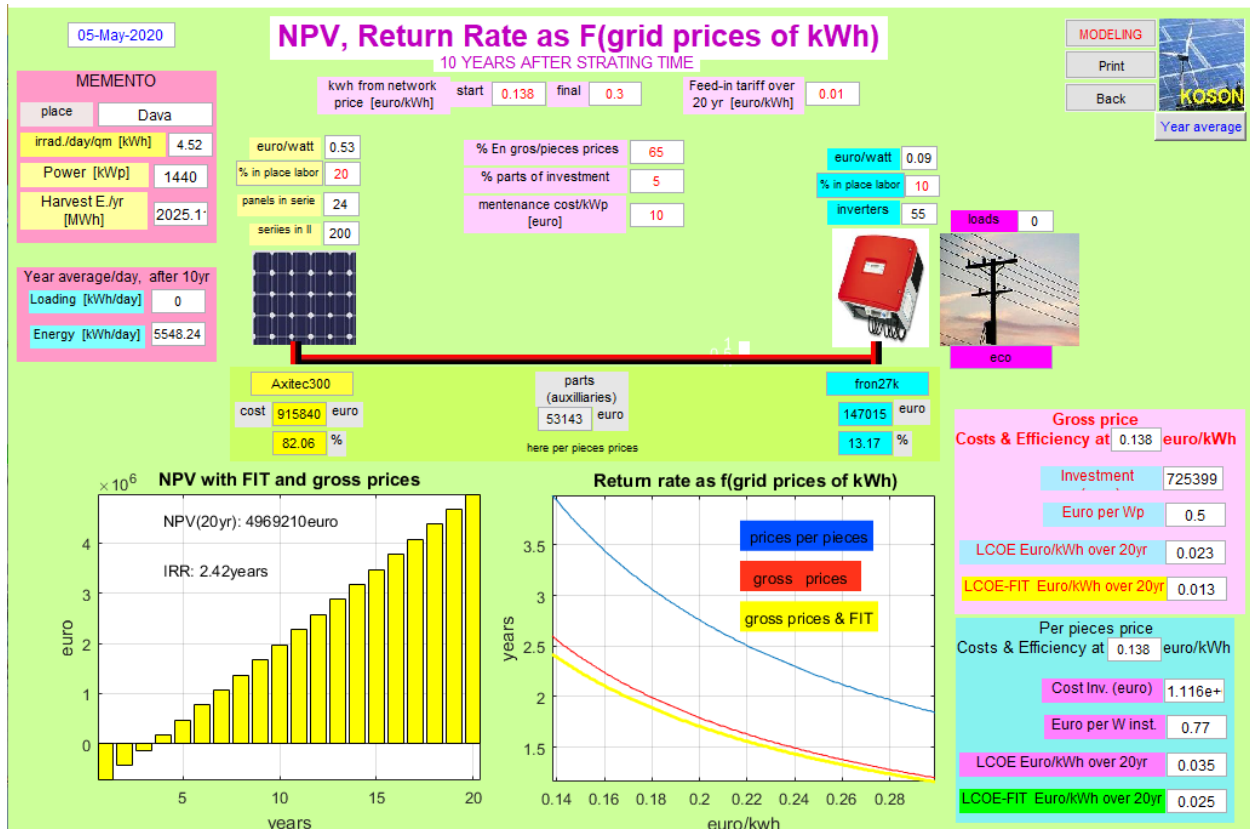 05-May-2020
NPV, Return Rate as F(grid prices of kWh)
10 YEARS AFTER STRATING TIME
MODELING
Print
Back
KOSON
Year average
MEMENTO
place
Dava
irrad./day/qm [kWh]
4.52
Power [kWp]
1440
Harvest E./yr
[MWh]
2025.1
kwh from network
price [euro/kWh]
start
0.138
final
0.3
Feed-in tariff over
20 yr [euro/kWh]
0.01
euro/watt
0.53
% in place labor
20
panels in serie
24
seriies in II
200
% En gros/pieces prices
65
% parts of investment
5
mentenance cost/kWp
[euro]
10
euro/watt
0.09
% in place labor
10
inverters
55
loads
0
Year average/day, after 10yr
Loading [kWh/day]
0
Energy [kWh/day]
5548.24
eco
Axitec300
cost
915840
euro
82.06
%
parts
(auxilliaries)
53143
euro
here per pieces prices
fron27k
147015
euro
13.17
%
NPV with FIT and gross prices
× 10⁶
NPV(20yr): 4969210euro
IRR: 2.42years
4
3
2
1
0
euro
5
10
15
20
years
Return rate as f(grid prices of kWh)
prices per pieces
gross prices
gross prices & FIT
3.5
3
2.5
2
1.5
years
0.14
0.16
0.18
0.2
0.22
0.24
0.26
0.28
euro/kwh
Gross price
Costs & Efficiency at
0.138
euro/kWh
Investment
725399
Euro per Wp
0.5
LCOE Euro/kWh over 20yr
0.023
LCOE-FIT Euro/kWh over 20yr
0.013
Per pieces price
Costs & Efficiency at
0.138
euro/kWh
Cost Inv. (euro)
1.116e+
Euro per W inst.
0.77
LCOE Euro/kWh over 20yr
0.035
LCOE-FIT Euro/kWh over 20yr
0.025